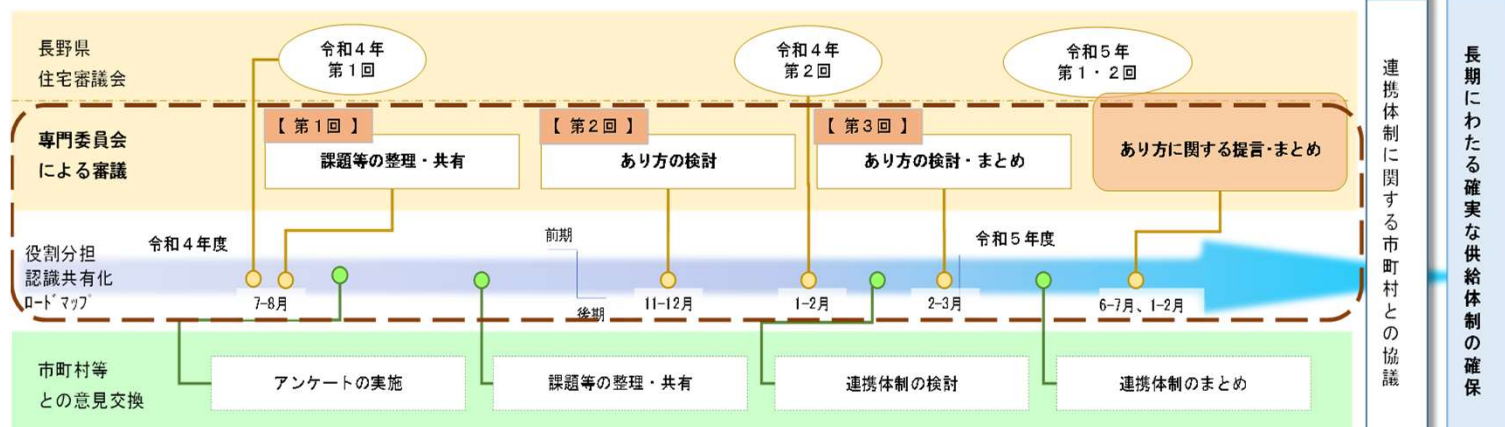 長野県
住宅審議会
令和4年
第1回
令和4年
第2回
令和5年
第1・2回
専門委員会
による審議
【 第1回 】
課題等の整理・共有
【 第2回 】
あり方の検討
【 第3回 】
あり方の検討・まとめ
あり方に関する提言・まとめ
役割分担
認識共有化
ﾛｰﾄﾞﾏｯﾌﾟ
令和4年度
前期
後期
令和5年度
7-8月
11-12月
1-2月
2-3月
6-7月、1-2月
市町村等
との意見交換
アンケートの実施
課題等の整理・共有
連携体制の検討
連携体制のまとめ
連携体制に関する市町村との協議
長期にわたる確実な供給体制の確保